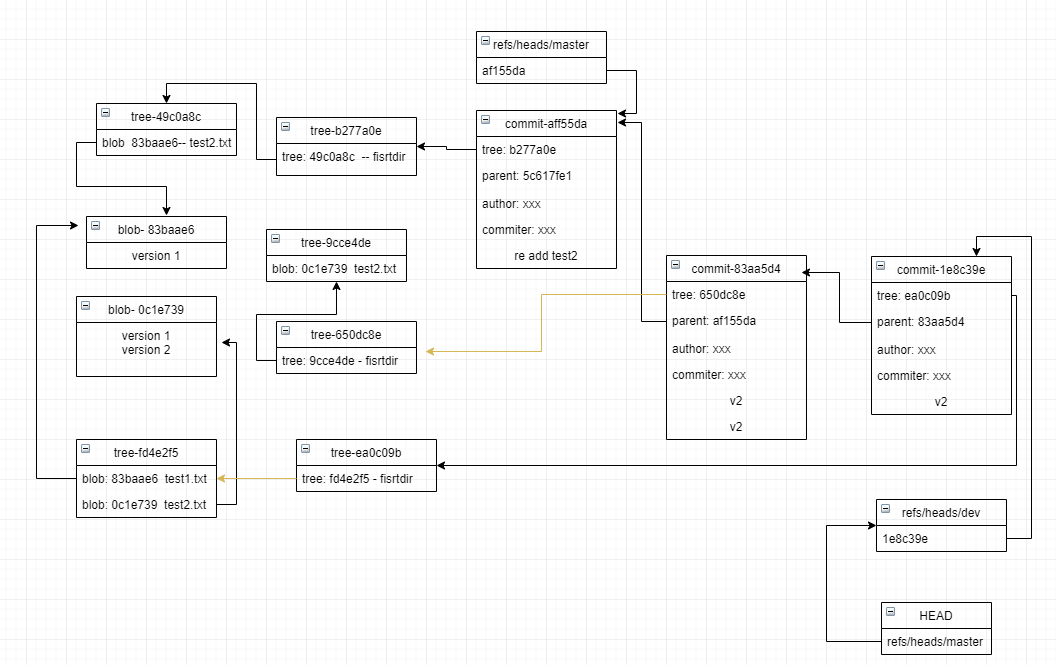 refs/heads/master
af155da
tree-49c0a8c
blob  83baae6-- test2.txt
tree-b277a0e
tree: 49c0a8c  -- fisrtdir
commit-aff55da
tree: b277a0e
parent: 5c617fe1
author: xxx
commiter: xxx
re add test2
blob- 83baae6
version 1
tree-9cce4de
blob: 0c1e739  test2.txt
commit-83aa5d4
tree: 650dc8e
parent: af155da
author: xxx
commiter: xxx
v2
v2
commit-1e8c39e
tree: ea0c09b
parent: 83aa5d4
author: xxx
commiter: xxx
v2
blob- 0c1e739
version 1
version 2
tree-650dc8e
tree: 9cce4de - fisrtdir
tree-fd4e2f5
blob: 83baae6  test1.txt
blob: 0c1e739  test2.txt
tree-ea0c09b
tree: fd4e2f5 - fisrtdir
refs/heads/dev
1e8c39e
HEAD
refs/heads/master